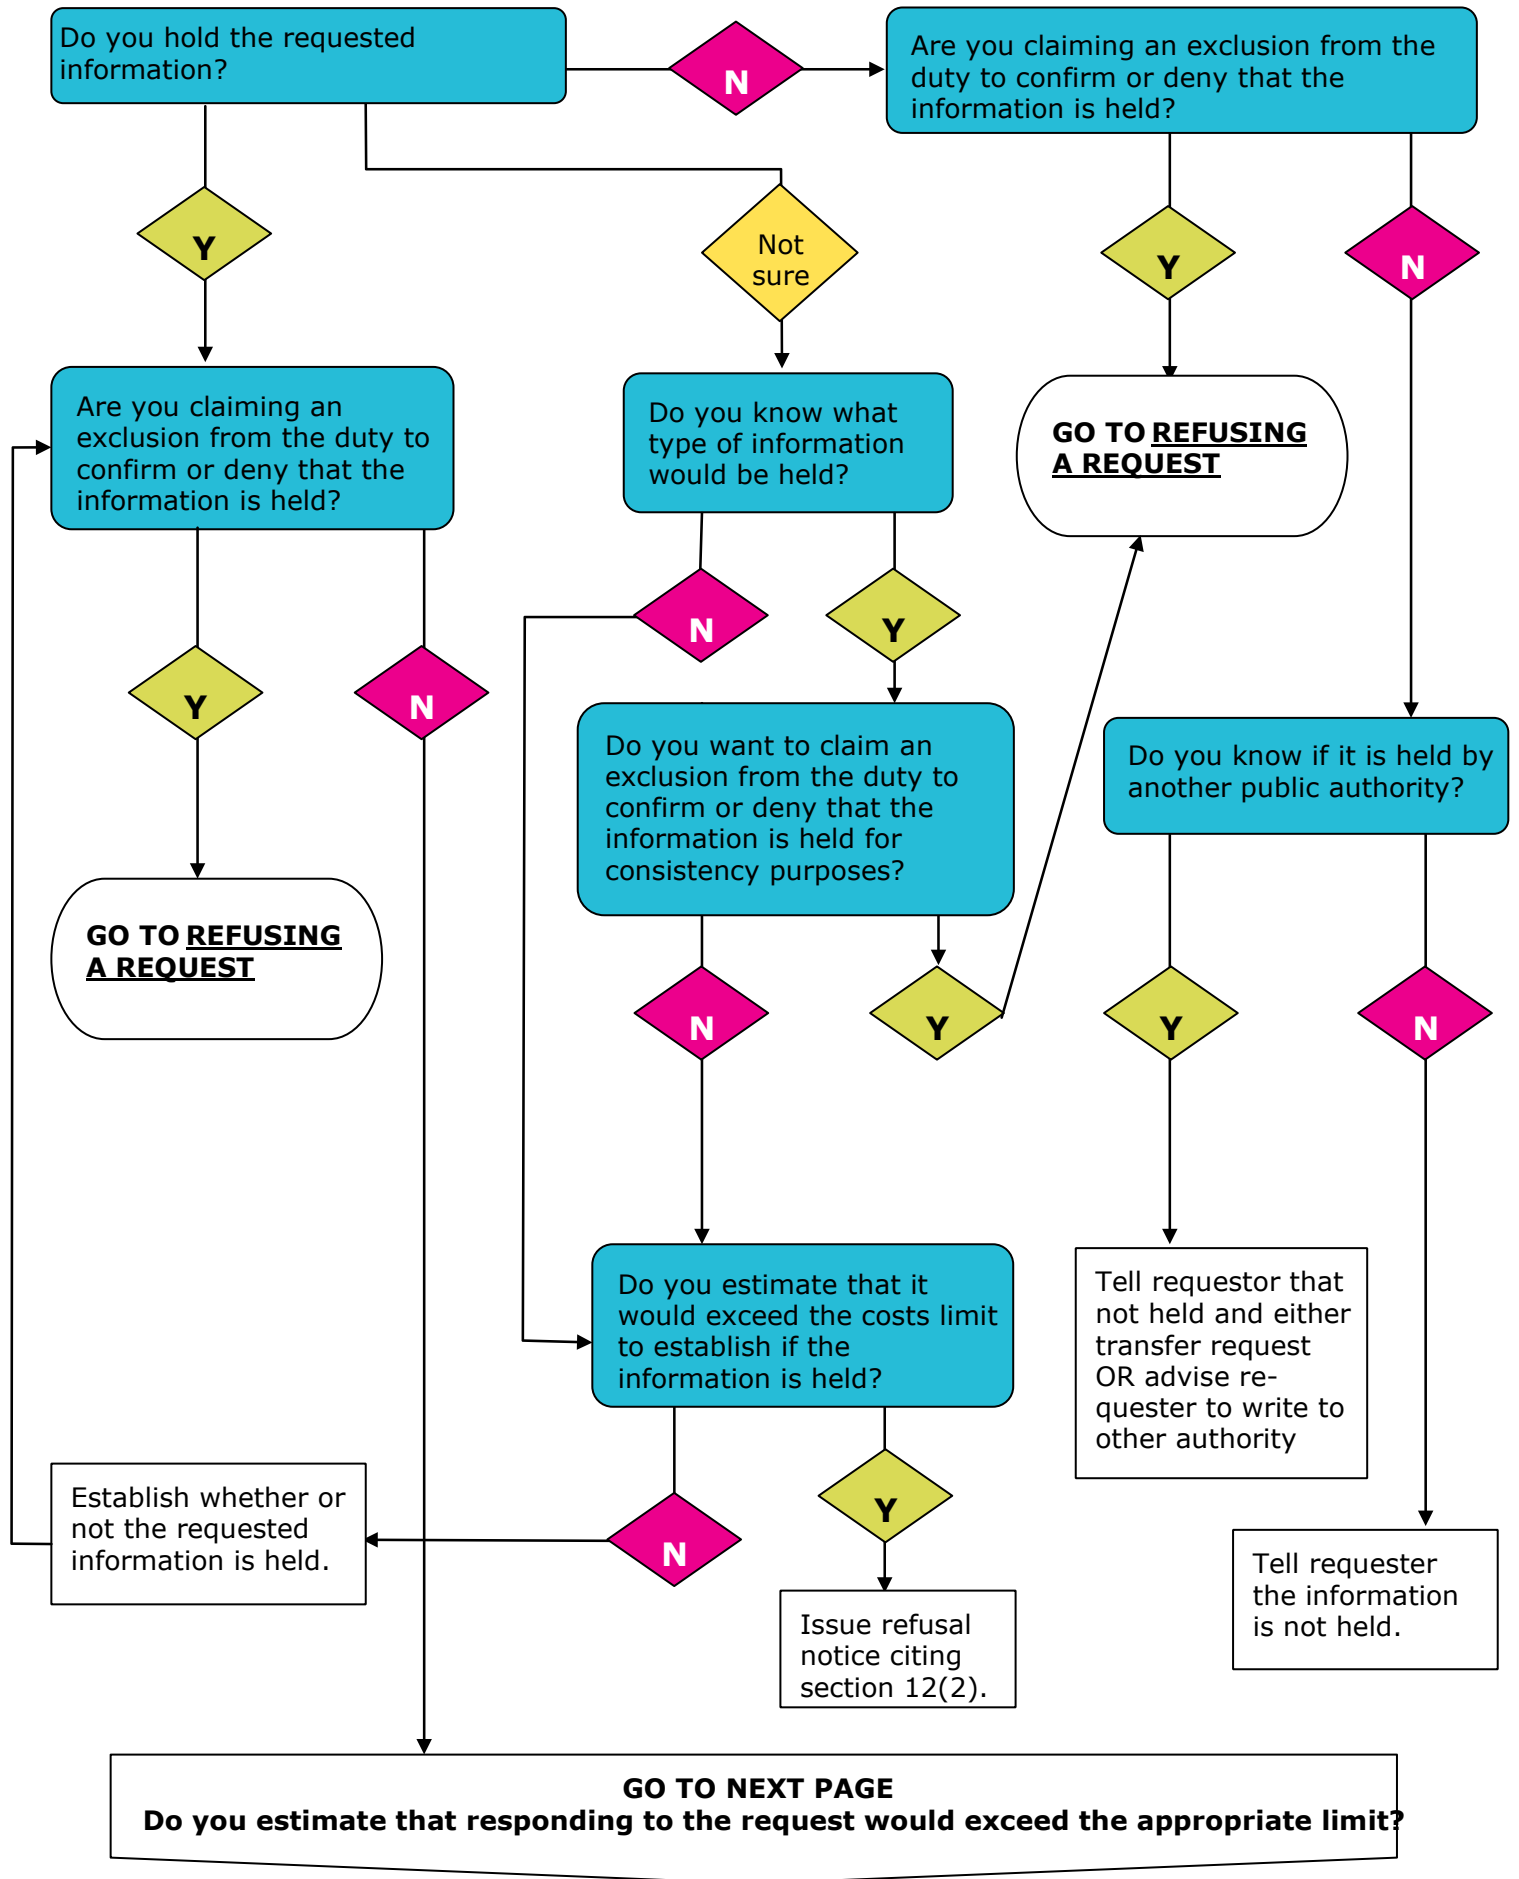 Do you hold the requested
information?
N
Are you claiming an exclusion from the
duty to confirm or deny that the
information is held?
Y
Not
sure
Y
N
Are you claiming an
exclusion from the duty to
confirm or deny that the
information is held?
Do you know what
type of information
would be held?
GO TO REFUSING
A REQUEST
N
Y
Y
N
Do you want to claim an
exclusion from the duty to
confirm or deny that the
information is held for
consistency purposes?
Do you know if it is held by
another public authority?
GO TO REFUSING
A REQUEST
N
Y
Y
N
Do you estimate that it
would exceed the costs limit
to establish if the
information is held?
Tell requestor that
not held and either
transfer request
OR advise re-
quester to write to
other authority
Establish whether or
not the requested
information is held.
N
Y
Tell requester
the information
is not held.
Issue refusal
notice citing
section 12(2).
GO TO NEXT PAGE
Do you estimate that responding to the request would exceed the appropriate limit?